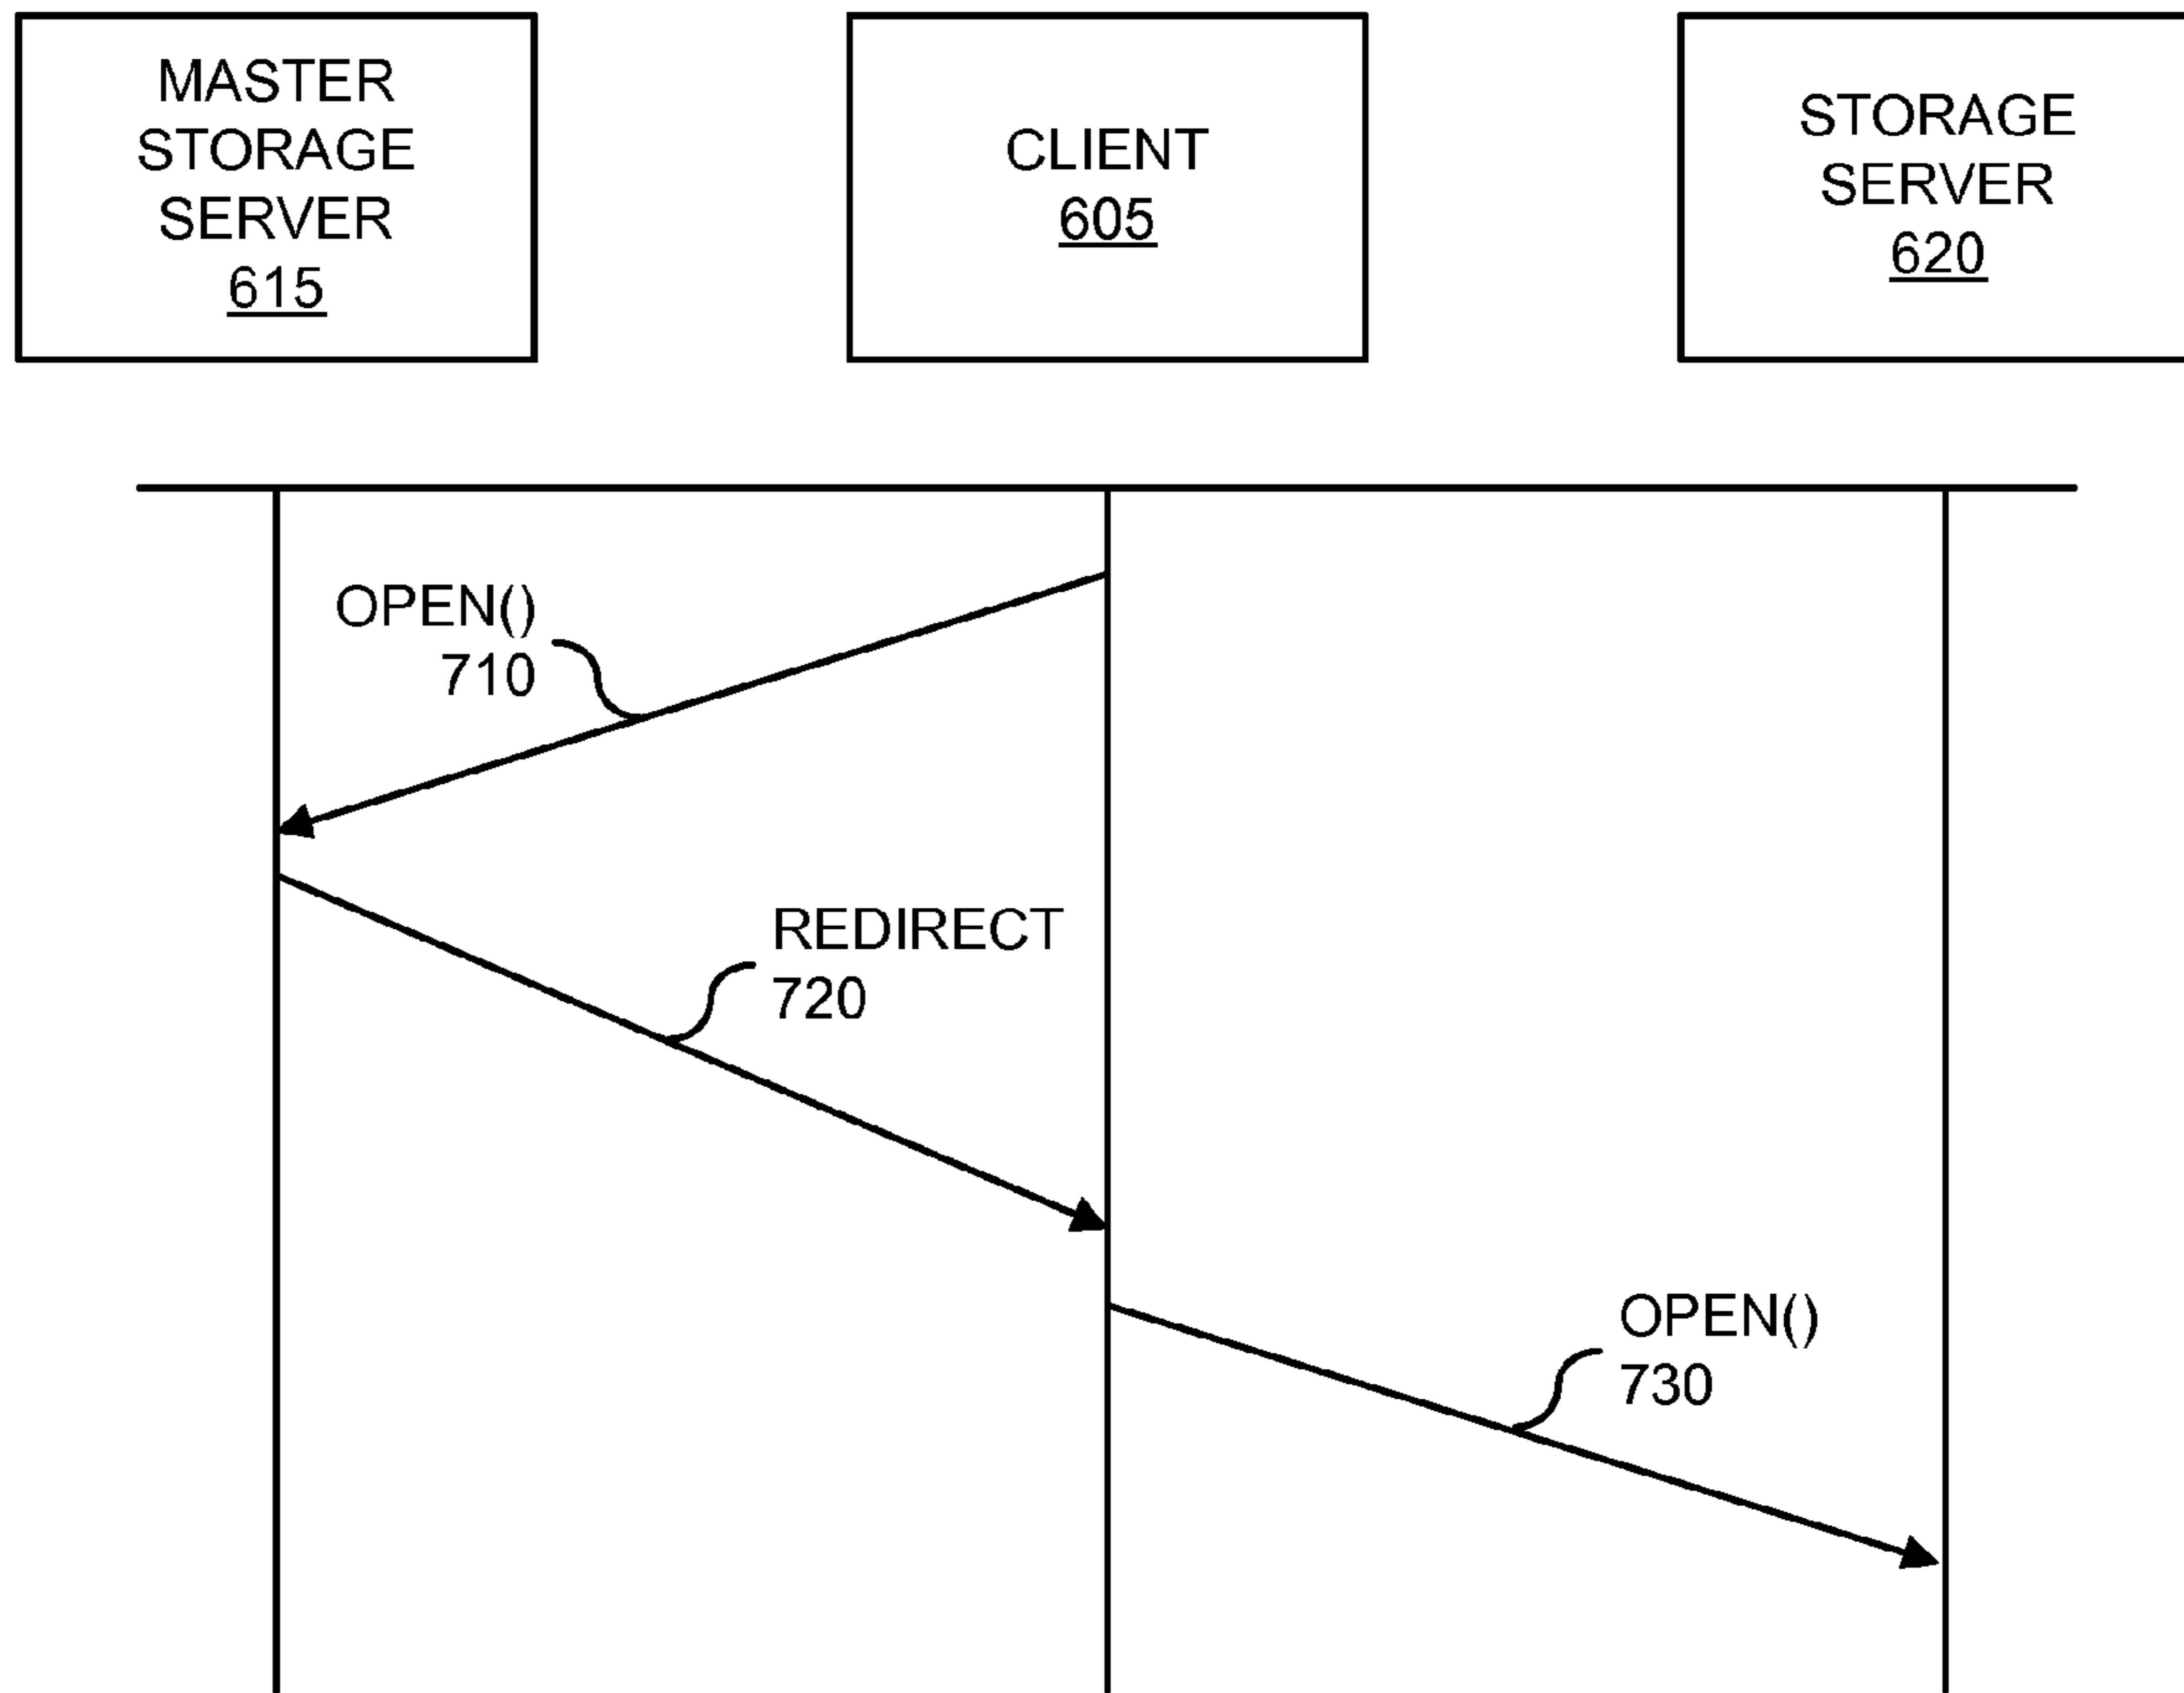 MASTER
STORAGE
SERVER
615
CLIENT
605
STORAGE
SERVER
620
OPEN()
710
REDIRECT
720
OPEN()
730